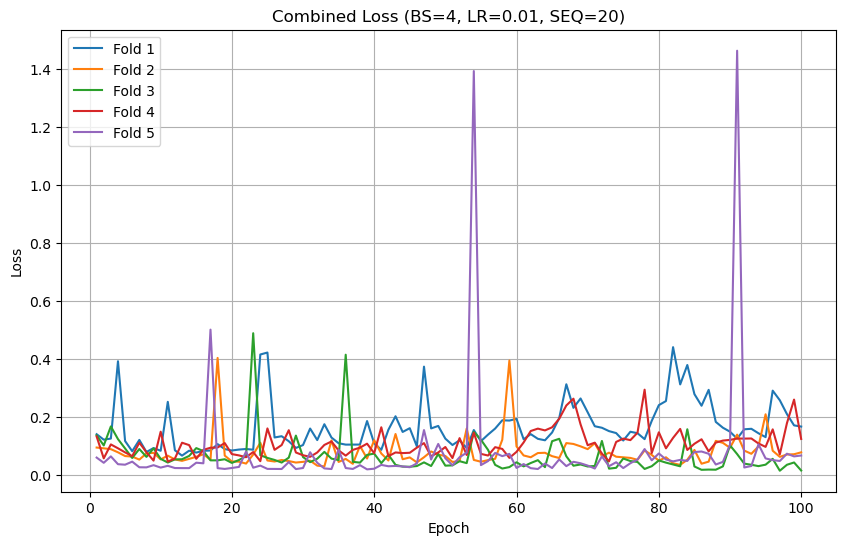 Combined Loss (BS=4, LR=0.01, SEQ=20)
Fold 1
Fold 2
Fold 3
Fold 4
Fold 5
Loss
1.4
1.2
1.0
0.8
0.6
0.4
0.2
0.0
0 20 40 60 80 100
Epoch